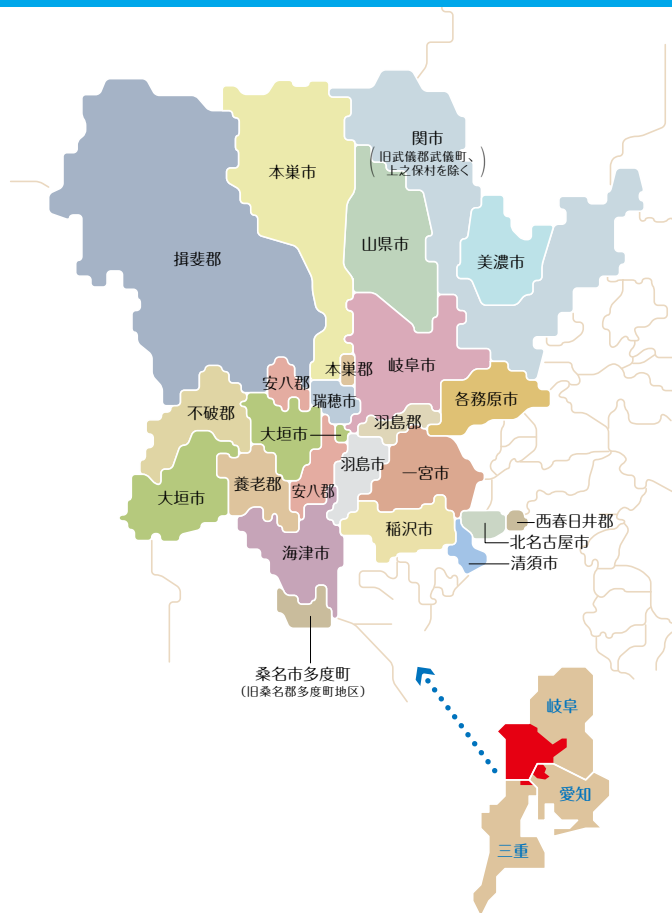 関市
(旧武儀郡武儀町、
上之保村を除く)
本巣市
山県市
揖斐郡
美濃市
岐阜市
本巣郡
安八郡
瑞穂市
各務原市
不破郡
羽島郡
大垣市
羽島市
一宮市
養老郡
安八郡
大垣市
稲沢市
西春日井郡
北名古屋市
海津市
清須市
桑名市多度町
(旧桑名郡多度町地区)
岐阜
愛知
三重